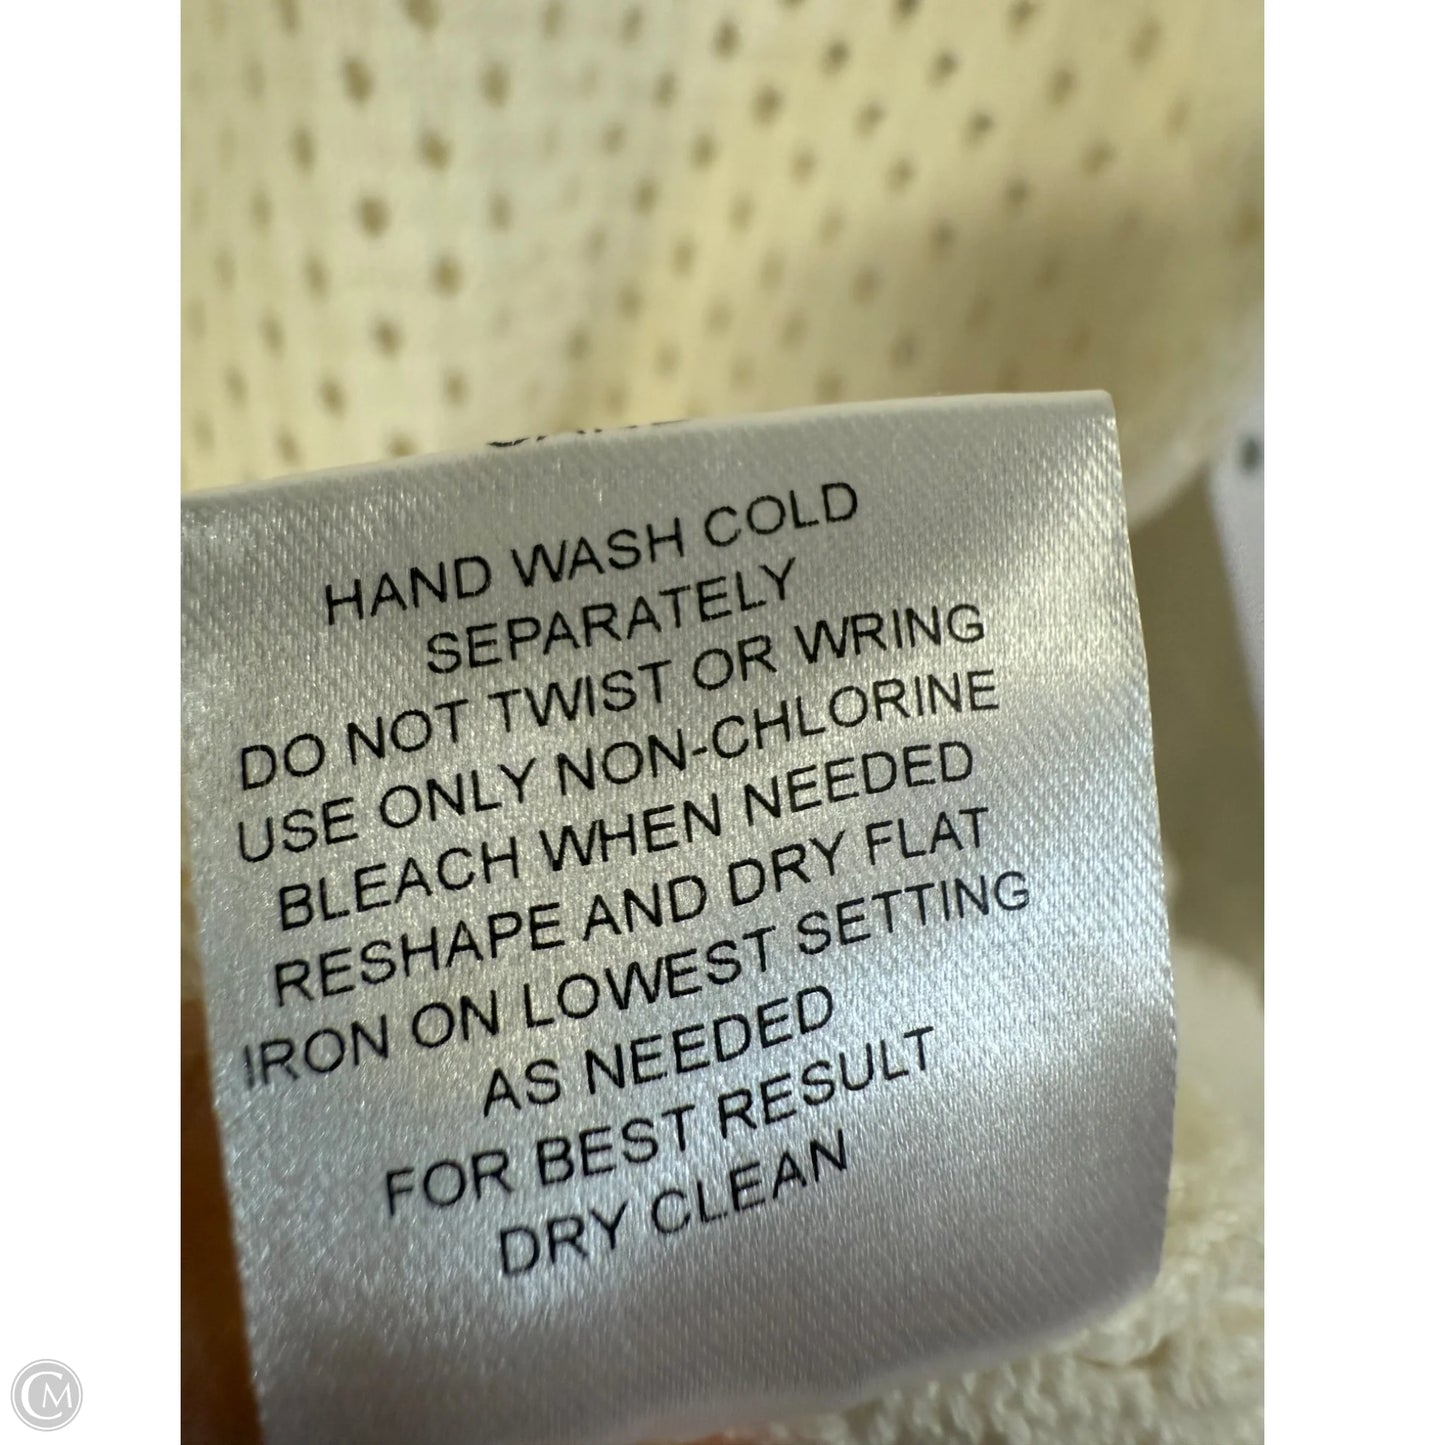 HAND WASH COLD
SEPARATELY
DO NOT TWIST OR WRING
USE ONLY NON-CHLORINE
BLEACH WHEN NEEDED
RESHAPE AND DRY FLAT
IRON ON LOWEST SETTING
AS NEEDED
FOR BEST RESULT
DRY CLEAN
CM